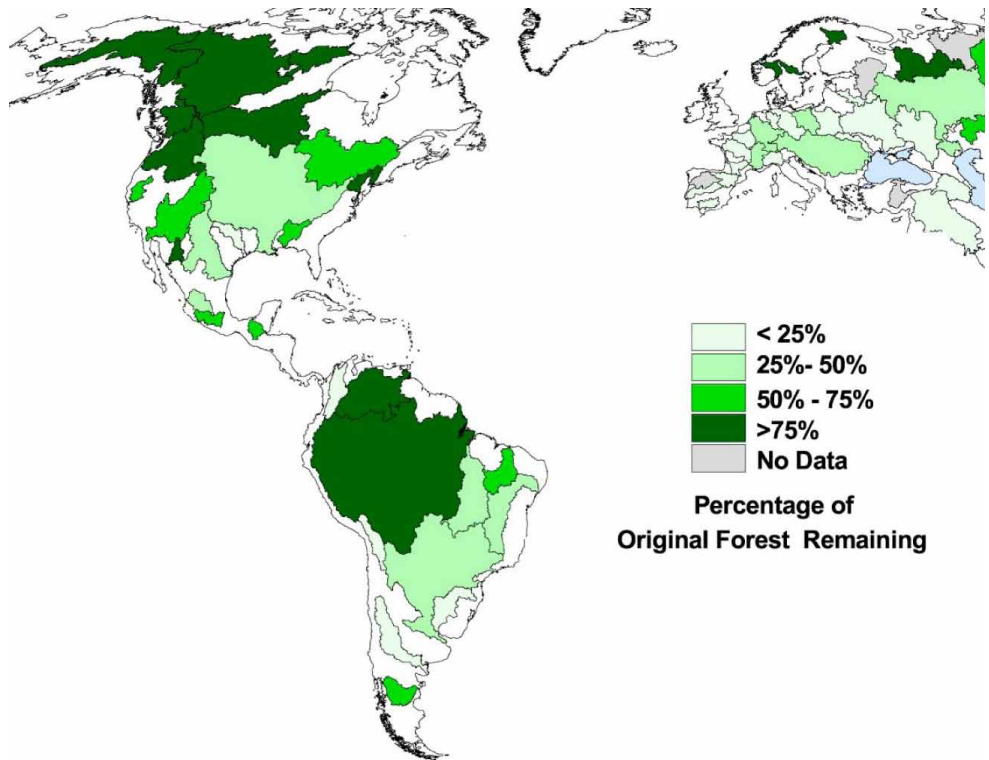 < 25%
25%- 50%
50% - 75%
>75%
No Data
Percentage of
Original Forest Remaining